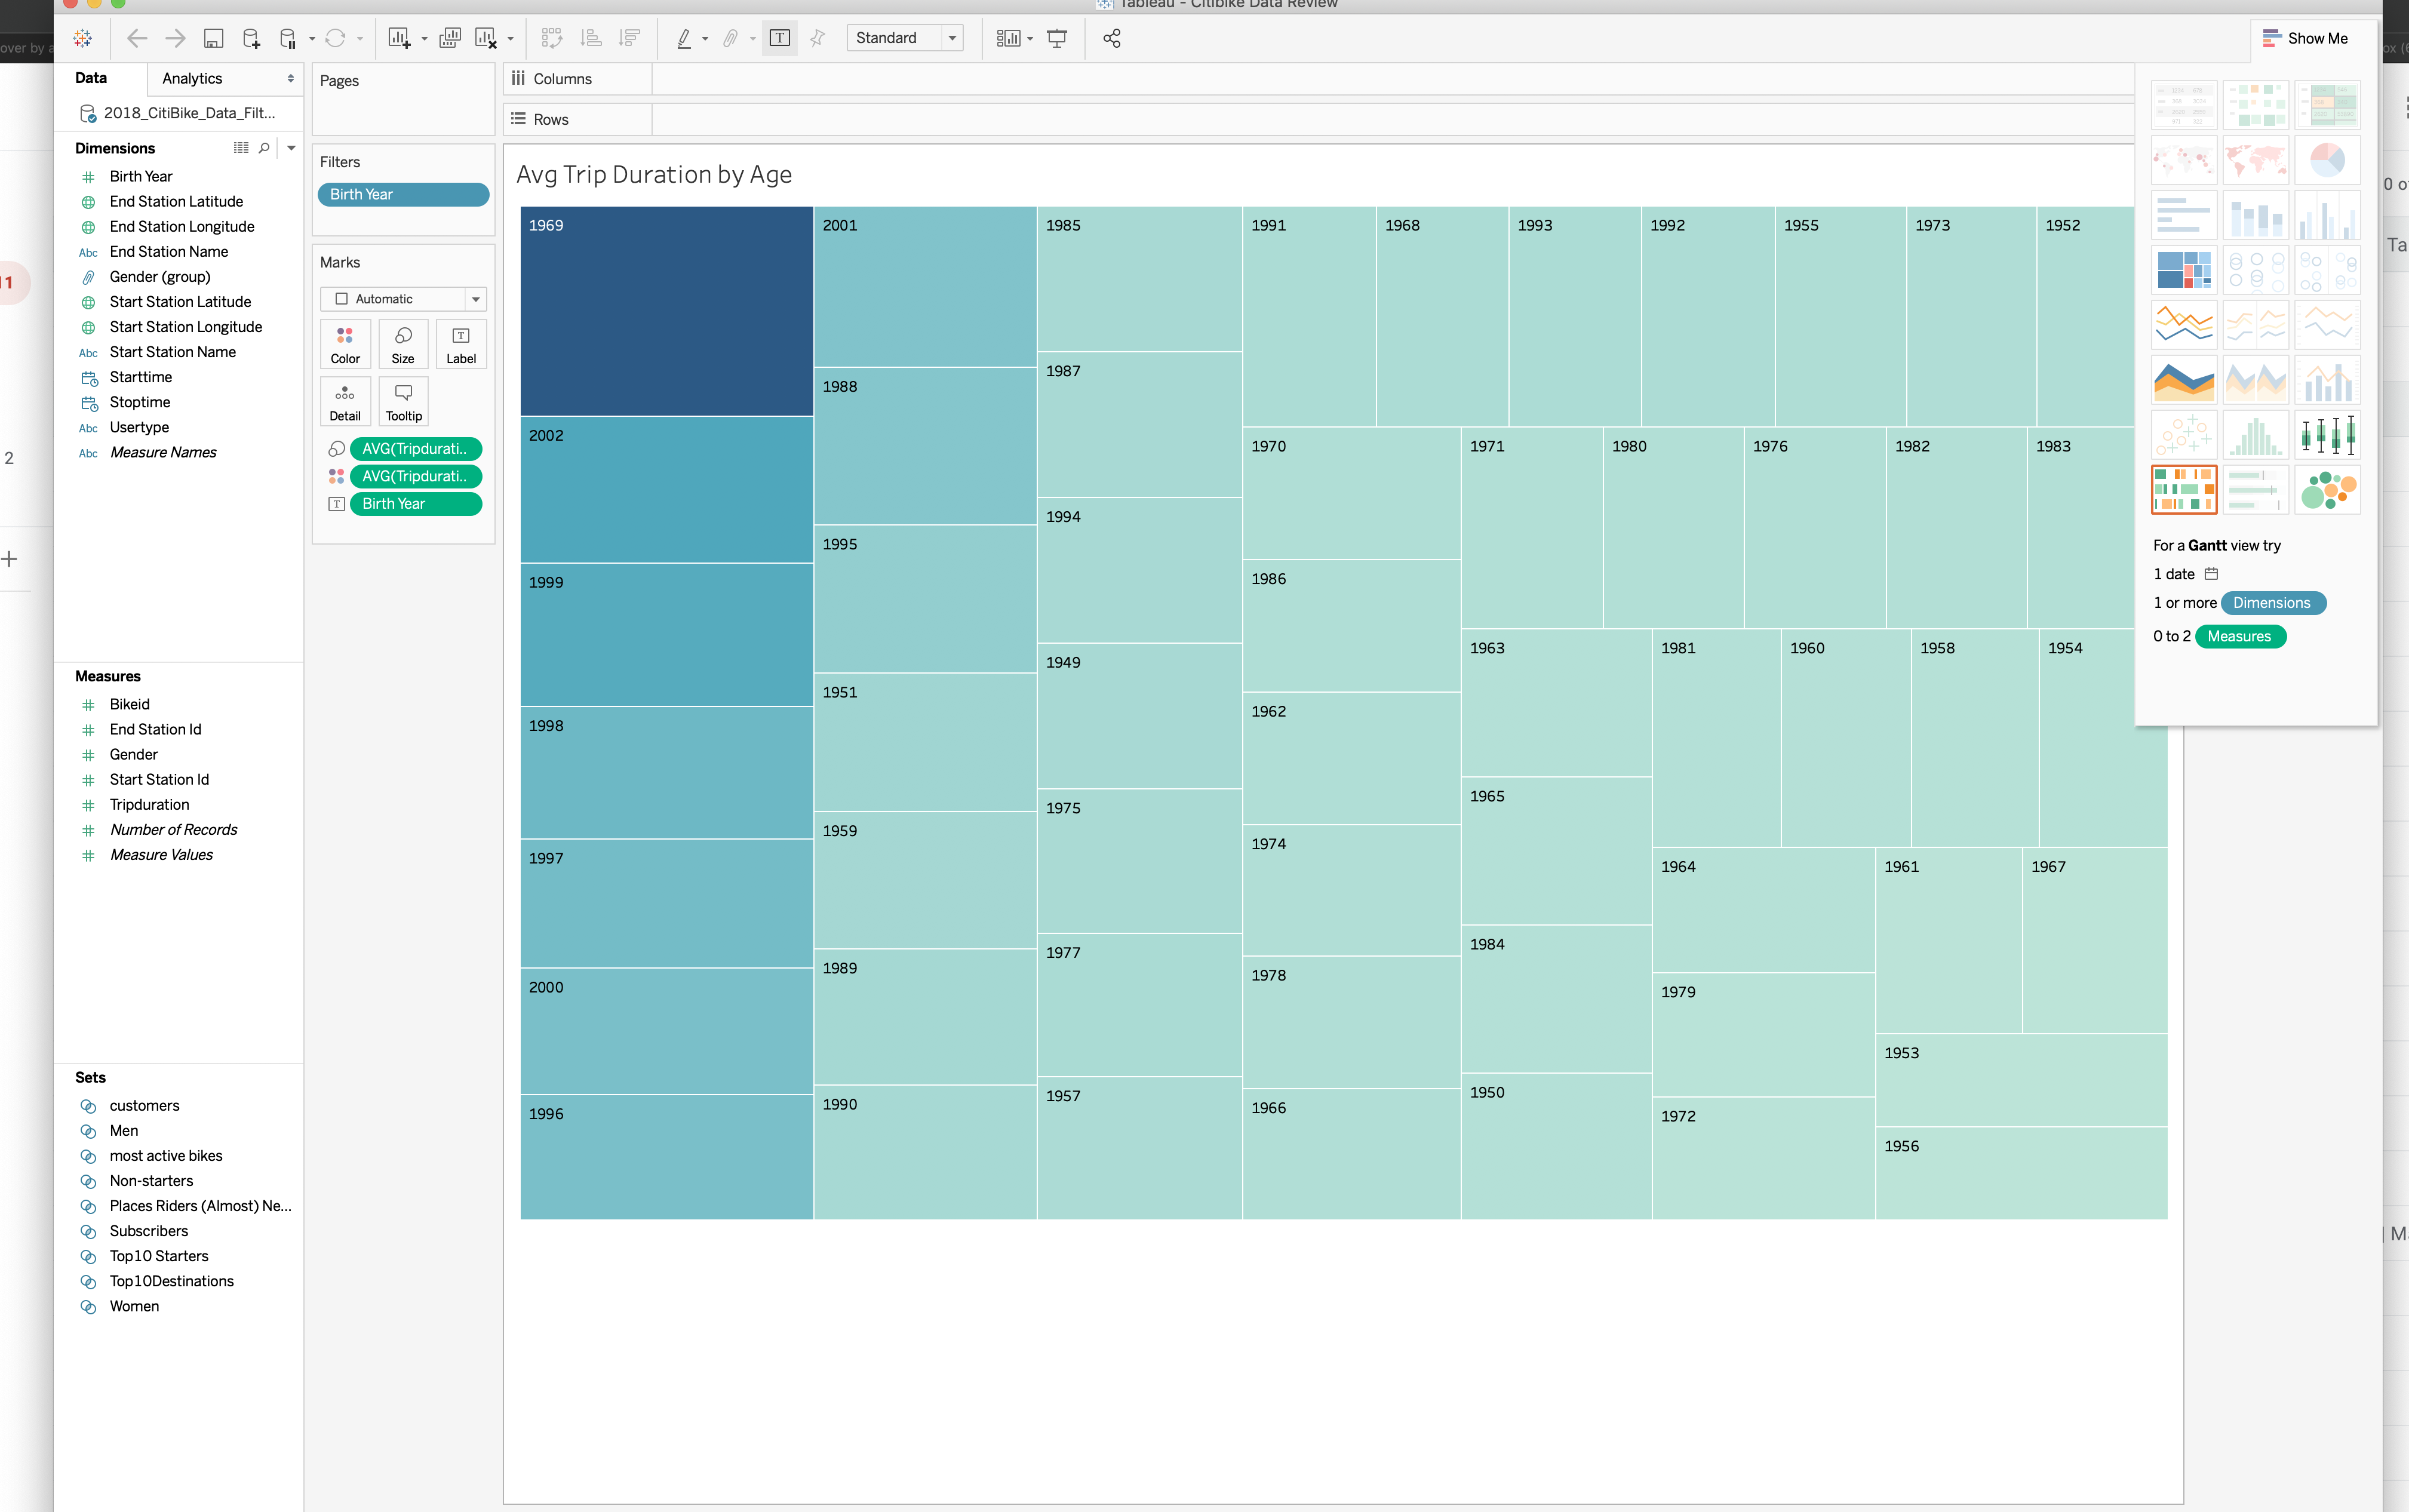 Tableau - Citibike Data Review
over by a
Standard
Show Me
Data
Analytics
Pages
Columns
2018_CitiBike_Data_Filt...
Rows
Dimensions
Filters
Birth Year
Birth Year
End Station Latitude
End Station Longitude
End Station Name
Gender (group)
Start Station Latitude
Start Station Longitude
Start Station Name
Starttime
Stoptime
Usertype
Measure Names
Abc
Abc
Abc
Abc
Marks
Automatic
Color
Size
Label
Detail
Tooltip
AVG(Tripdurati..
AVG(Tripdurati..
Birth Year
Measures
Bikeid
End Station Id
Gender
Start Station Id
Tripduration
Number of Records
Measure Values
Sets
customers
Men
most active bikes
Non-starters
Places Riders (Almost) Ne...
Subscribers
Top10 Starters
Top10Destinations
Women
Avg Trip Duration by Age
1969
2002
1999
1998
1997
2000
1996
2001
1988
1995
1951
1959
1989
1990
1985
1987
1994
1949
1975
1977
1957
1991
1968
1993
1992
1955
1973
1952
1970
1986
1962
1974
1978
1966
1971
1980
1976
1982
1983
1963
1965
1984
1950
1981
1960
1958
1954
1964
1979
1972
1961
1967
1953
1956
For a Gantt view try
1 date
1 or more Dimensions
0 to 2 Measures
11
2
0 o
Ta